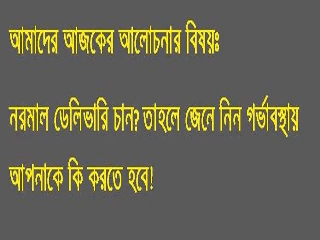 আমাদের আজকের আলোচনার বিষয়ঃ
নরমাল ডেলিভারি চান? তাহলে জেনে নিন গর্ভাবস্থায়
আপনাকে কি করতে হবে!